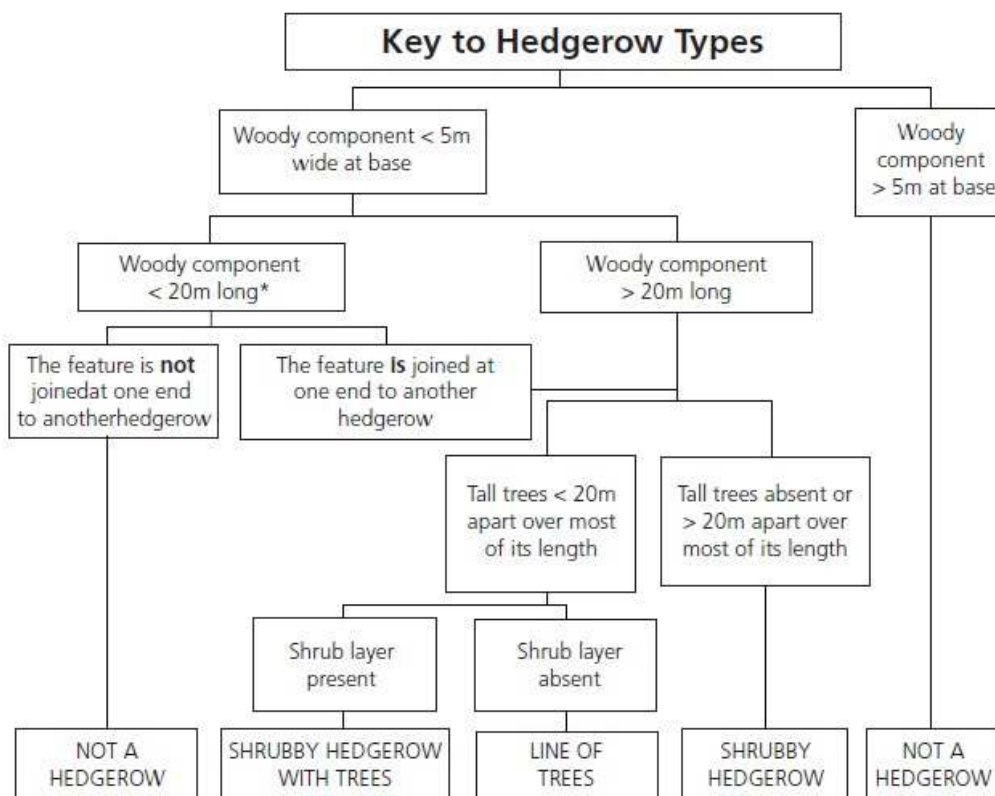 Key to Hedgerow Types
Woody component < 5m
wide at base
Woody
component
> 5m at base
Woody component
< 20m long*
Woody component
> 20m long
The feature is not
joinedat one end
to anotherhedgerow
The feature is joined at
one end to another
hedgerow
Tall trees < 20m
apart over most
of its length
Tall trees absent or
> 20m apart over
most of its length
Shrub layer
present
Shrub layer
absent
NOT A
HEDGEROW
SHRUBBY HEDGEROW
WITH TREES
LINE OF
TREES
SHRUBBY
HEDGEROW
NOT A
HEDGEROW